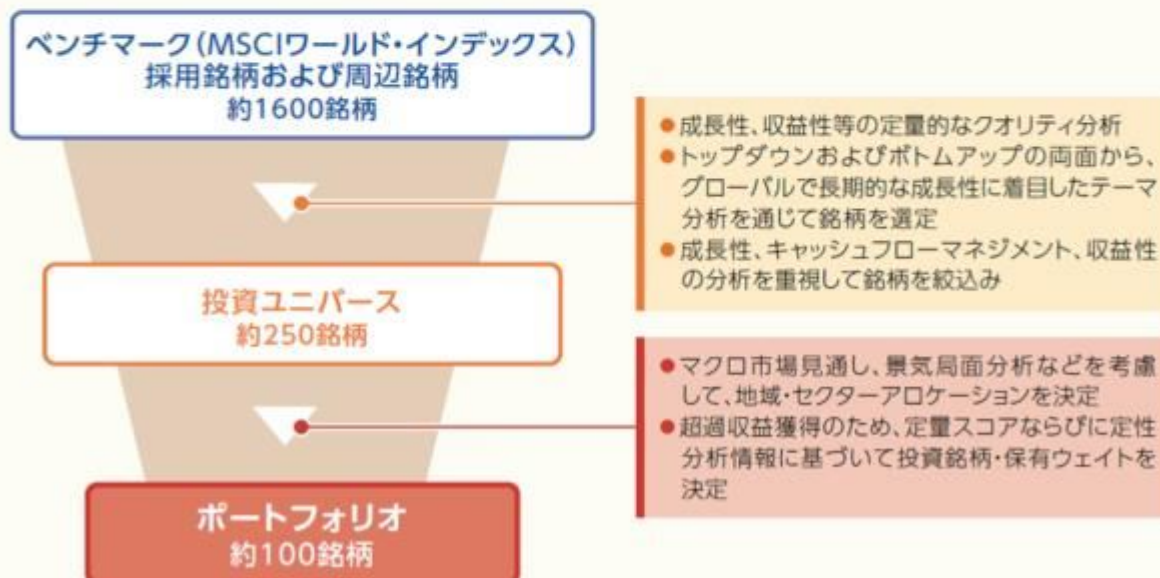 ベンチマーク(MSCIワールド・インデックス)
採用銘柄および周辺銘柄
約1600銘柄
●成長性、収益性等の定量的なクオリティ分析
●トップダウンおよびボトムアップの両面から、
グローバルで長期的な成長性に着目したテーマ
分析を通じて銘柄を選定
●成長性、キャッシュフローマネジメント、収益性
の分析を重視して銘柄を絞込み
投資ユニバース
約250銘柄
●マクロ市場見通し、景気局面分析などを考慮
して、地域・セクターアロケーションを決定
●超過収益獲得のため、定量スコアならびに定性
分析情報に基づいて投資銘柄・保有ウェイトを
決定
ポートフォリオ
約100銘柄